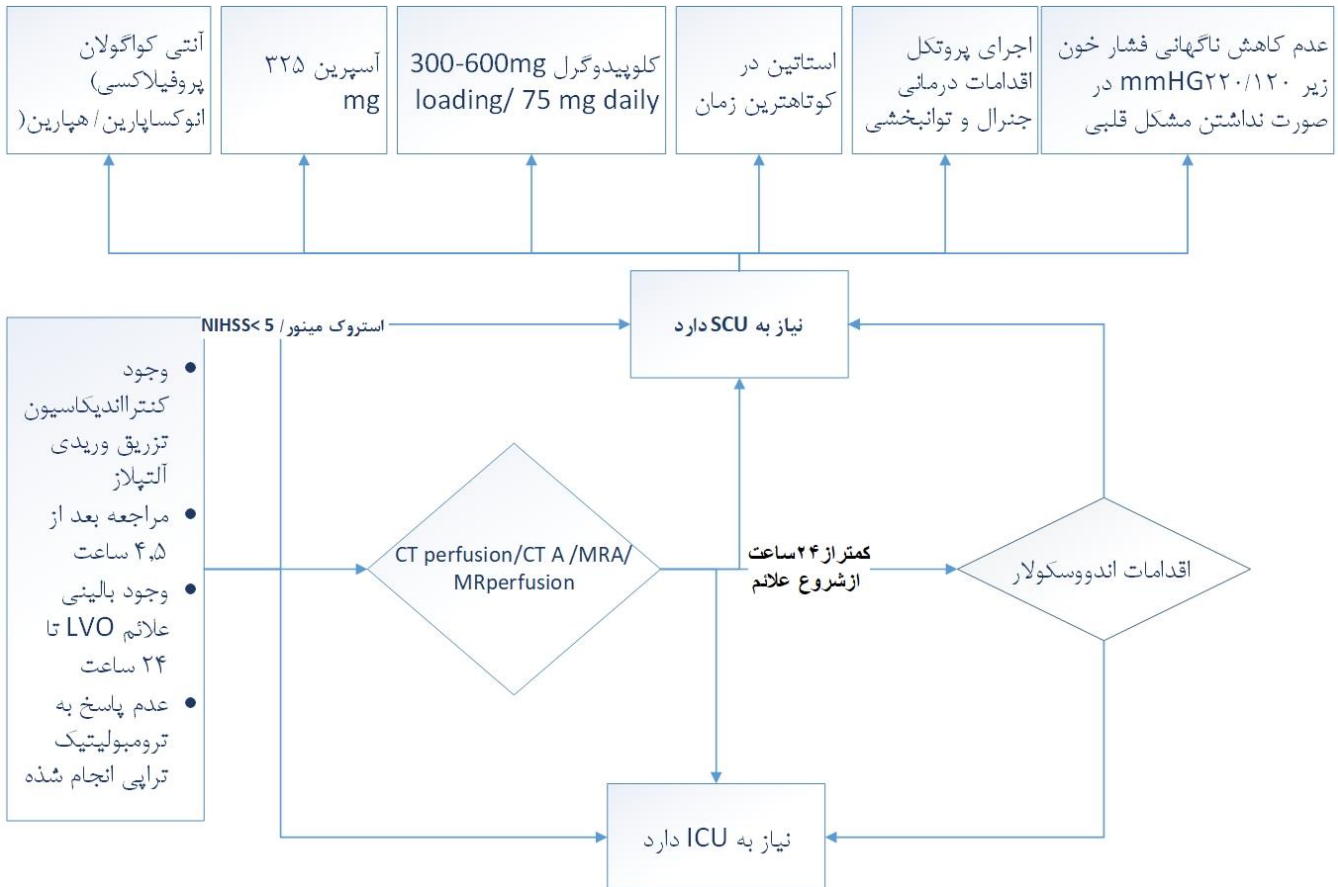 عدم کاهش ناگهانی فشار خون
زیر mmHG۲۲۰/۱۲۰ در
صورت نداشتن مشکل قلبی
اجرای پروتکل
اقدامات درمانی
جنرال و توانبخشی
استاتین در
کوتاهترین زمان
کلوپیدوگرل 300-600mg
loading/ 75 mg daily
آسپرین ۳۲۵
mg
آنتی کواگولان
پروفیلاکسی)
انوکساپارین/ هپارین(
نیاز به SCU دارد
استروک مینور/ NIHSS< 5
• وجود
کنترااندیکاسیون
تزریق وریدی
آلتپلاز
• مراجعه بعد از
۴٫۵ ساعت
• وجود بالینی
علائم LVO تا
۲۴ ساعت
• عدم پاسخ به
ترومبولیتیک
تراپی انجام شذه
CT perfusion/CT A /MRA/
MRperfusion
کمتراز۲۴ساعت
ازشروع علائم
اقدامات اندووسکولار
نیاز به ICU دارد